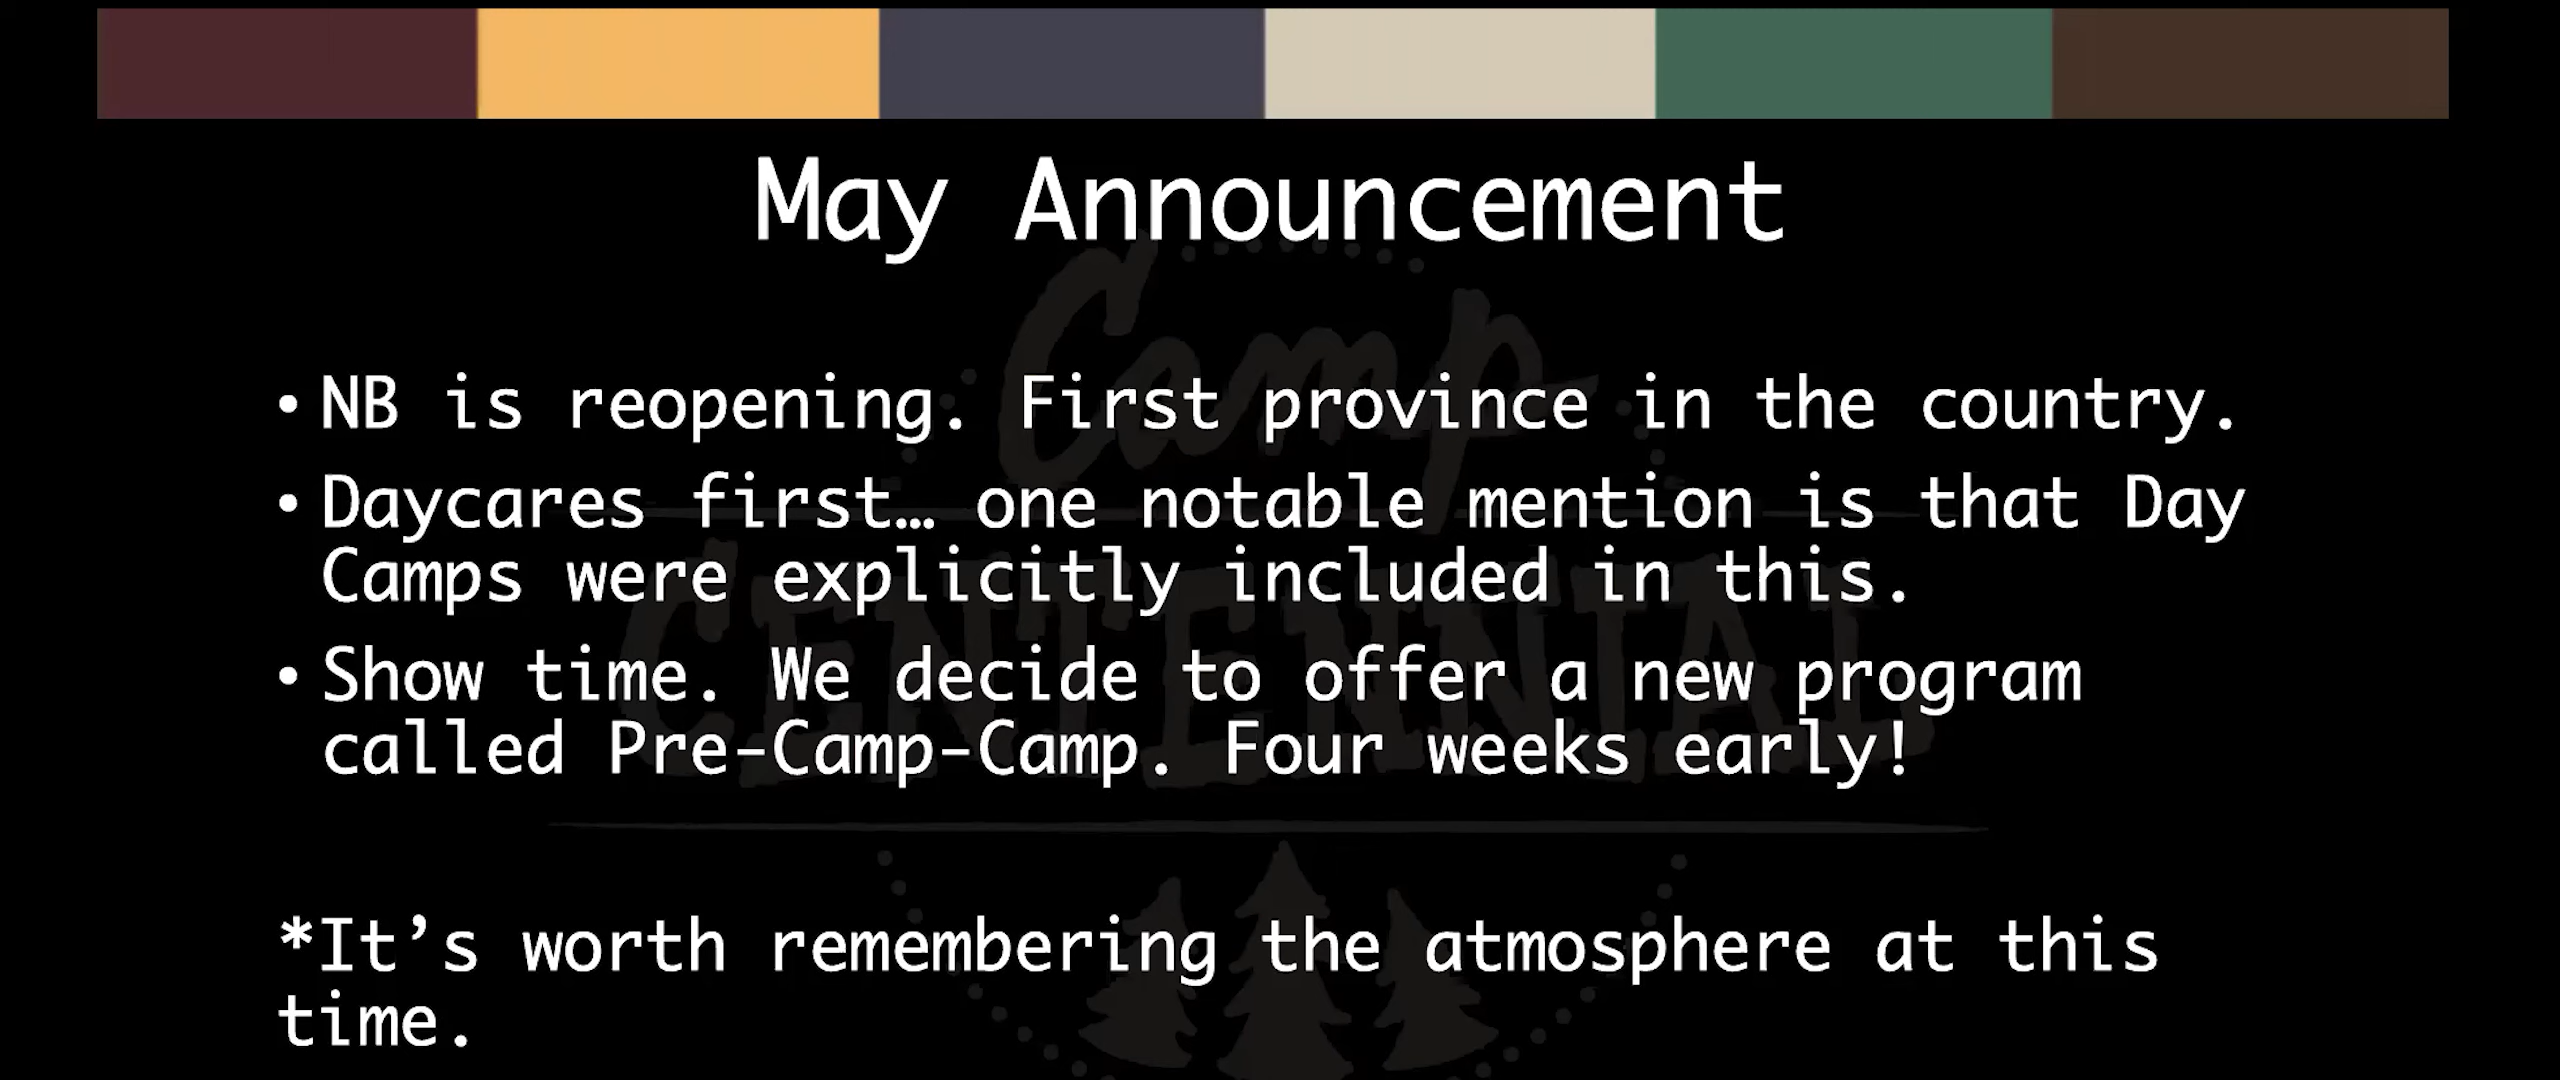 May Announcement
• NB is reopening. First province in the country.
• Daycares first… one notable mention is that Day
Camps were explicitly included in this.
• Show time. We decide to offer a new program
called Pre-Camp-Camp. Four weeks early!
*It’s worth remembering the atmosphere at this
time.
Camp
CENTENNIAL